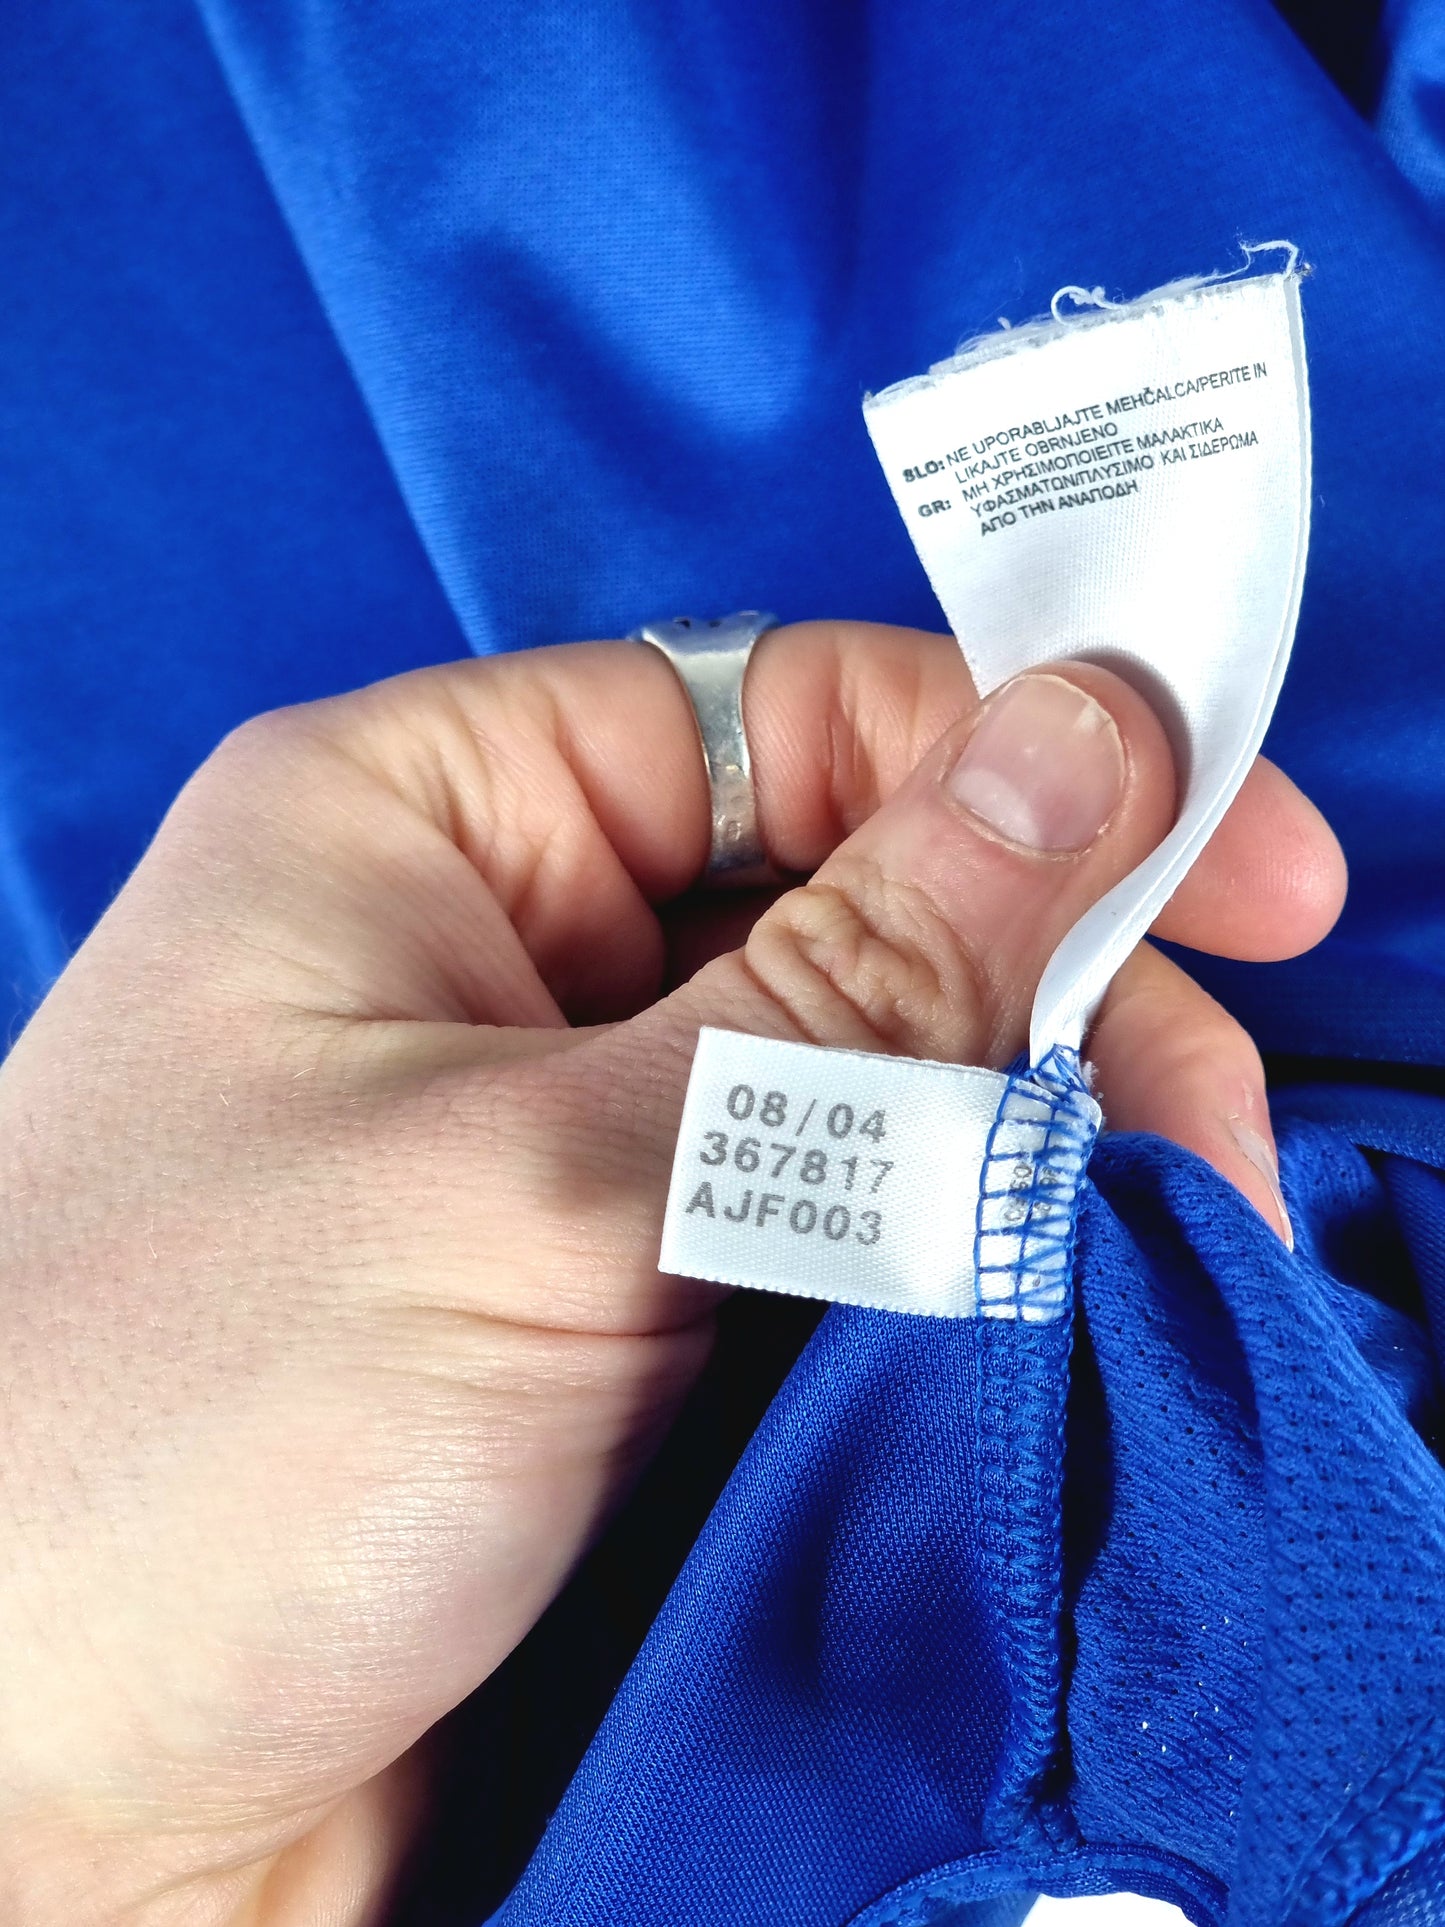 SLO: NE UPORABLJAJTE MEHČALCA/PERITE IN
LIKAJTE OBRNJENO
GR: ΜΗ ΧΡΗΣΙΜΟΠΟΙΕΙΤΕ ΜΑΛΑΚΤΙΚΑ
ΥΦΑΣΜΑΤΩΝ/ΠΛΥΣΙΜΟ ΚΑΙ ΣΙΔΕΡΩΜΑ
ΑΠΟ ΤΗΝ ΑΝΑΠΟΔΗ
08/04
367817
AJF003